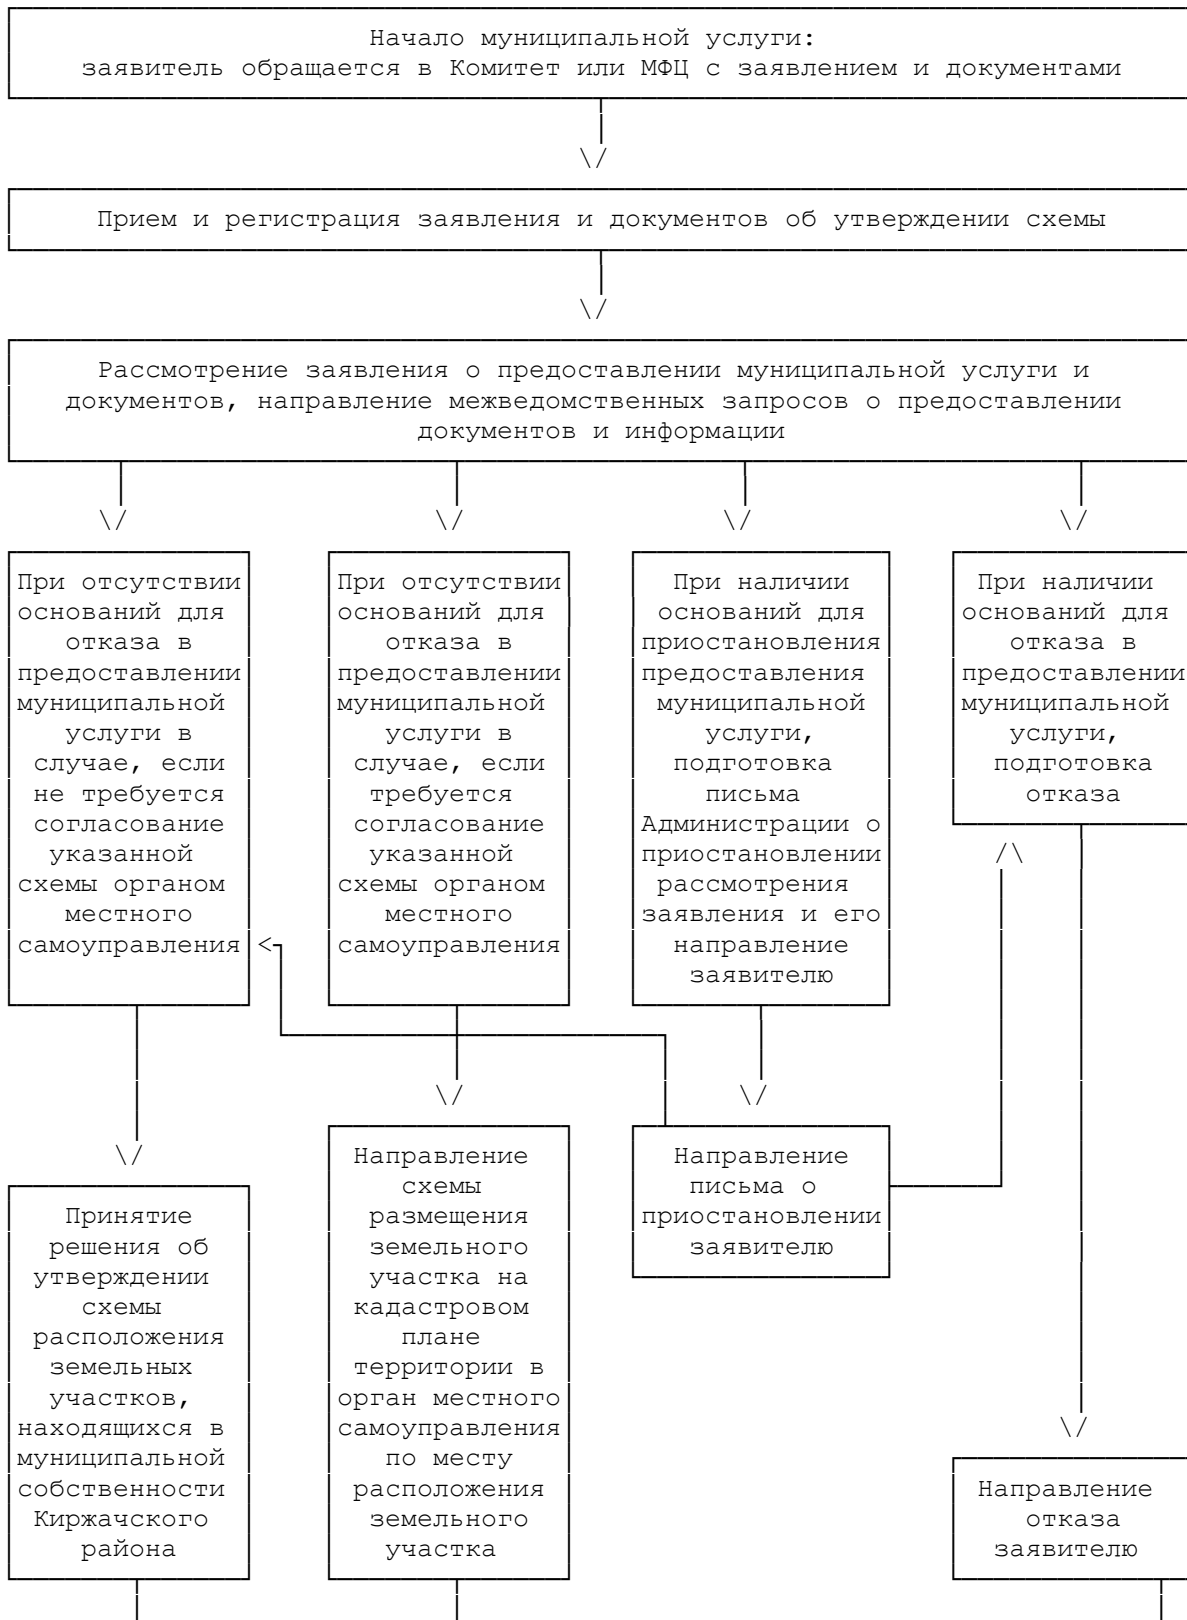 Начало муниципальной услуги:
заявитель обращается в Комитет или МФЦ с заявлением и документами
Прием и регистрация заявления и документов об утверждении схемы
Рассмотрение заявления о предоставлении муниципальной услуги и
документов, направление межведомственных запросов о предоставлении
документов и информации
При отсутствии
оснований для
отказа в
предоставлении
муниципальной
услуги в
случае, если
не требуется
согласование
указанной
схемы органом
местного
самоуправления
При отсутствии
оснований для
отказа в
предоставлении
муниципальной
услуги в
случае, если
требуется
согласование
указанной
схемы органом
местного
самоуправления
При наличии
оснований для
приостановления
предоставления
муниципальной
услуги,
подготовка
письма
Администрации о
приостановлении
рассмотрения
заявления и его
направление
заявителю
При наличии
оснований для
отказа в
предоставлении
муниципальной
услуги,
подготовка
отказа
Принятие
решения об
утверждении
схемы
расположения
земельных
участков,
находящихся в
муниципальной
собственности
Киржачского
района
Направление
схемы
размещения
земельного
участка на
кадастровом
плане
территории в
орган местного
самоуправления
по месту
расположения
земельного
участка
Направление
письма о
приостановлении
заявителю
Направление
отказа
заявителю